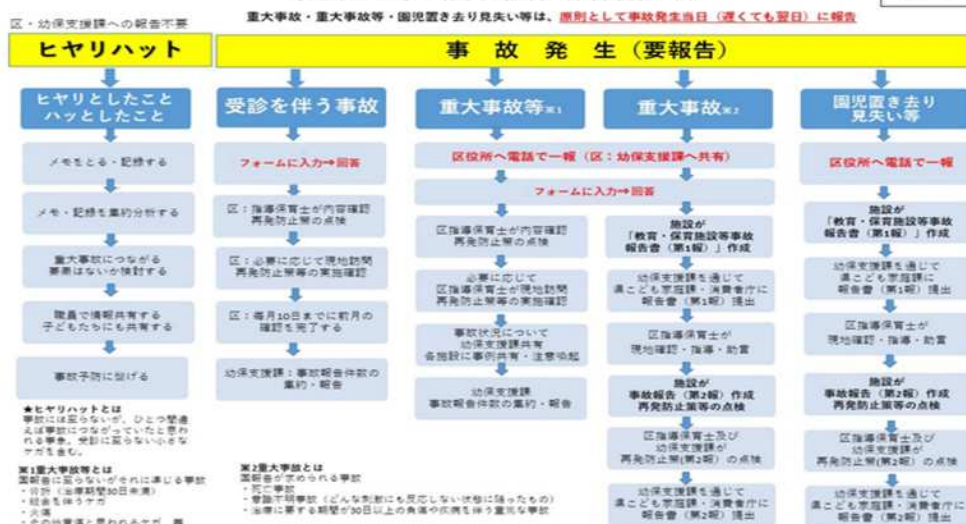 重大事故・重大事故等・園児置き去り見失い等は、原則として事故発生当日（遅くても翌日）に報告
区・幼保支援課への報告不要
ヒヤリハット
事 故 発 生（要報告）
ヒヤリとしたこと
ハッとしたこと
メモをとる・記録する
メモ・記録を集約分析する
重大事故につながる
要素はないか検討する
職員で情報共有する
子どもたちにも共有する
事故予防に繋げる
★ヒヤリハットとは
事故には至らないが、ひとつ間違
えば事故につながっていたと思わ
れる事象。受診に至らない小さな
ケガを含む。
受診を伴う事故
フォームに入力⇒回答
区：指導保育士が内容確認
再発防止策の点検
区：必要に応じて現地訪問
再発防止策等の実施確認
区：毎月10日までに前月の
確認を完了する
幼保支援課：事故報告件数の
集約・報告
重大事故等※1
重大事故※2
区役所へ電話で一報（区：幼保支援課へ共有）
フォームに入力⇒回答
区指導保育士が内容確認
再発防止策の点検
必要に応じて
区指導保育士が現地訪問
再発防止策等の実施確認
事故状況について
幼保支援課共有
各施設に事例共有・注意喚起
幼保支援課
事故報告件数の集約・報告
施設が
「教育・保育施設等事故
報告書（第1報）」作成
幼保支援課を通じて
県こども家庭課・消費者庁に
報告書（第1報）提出
区指導保育士が
現地確認・指導・助言
施設が
事故報告（第2報）作成
再発防止策等の点検
区指導保育士及び
幼保支援課が
再発防止策(第2報）の点検
幼保支援課を通じて
県こども家庭課・消費者庁に
報告書（第2報）提出
園児置き去り
見失い等
区役所へ電話で一報
施設が
「教育・保育施設等事故
報告書（第1報）」作成
幼保支援課を通じて
県こども家庭課に
報告書（第1報）提出
区指導保育士が
現地確認・指導・助言
施設が
事故報告（第2報）作成
再発防止策等の点検
区指導保育士及び
幼保支援課が
再発防止策(第2報）の点検
幼保支援課を通じて
県こども家庭課・消費者庁に
報告書（第2報）提出
※1重大事故等とは
国報告に至らないがそれに準じる事故
・骨折（治療期間30日未満）
・縫合を伴うケガ
・火傷
※2重大事故とは
国報告が求められる事故
・死亡事故
・意識不明事故（どんな刺激にも反応しない状態に陥ったもの）
・治療に要する期間が30日以上の負傷や疾病を伴う重篤な事故